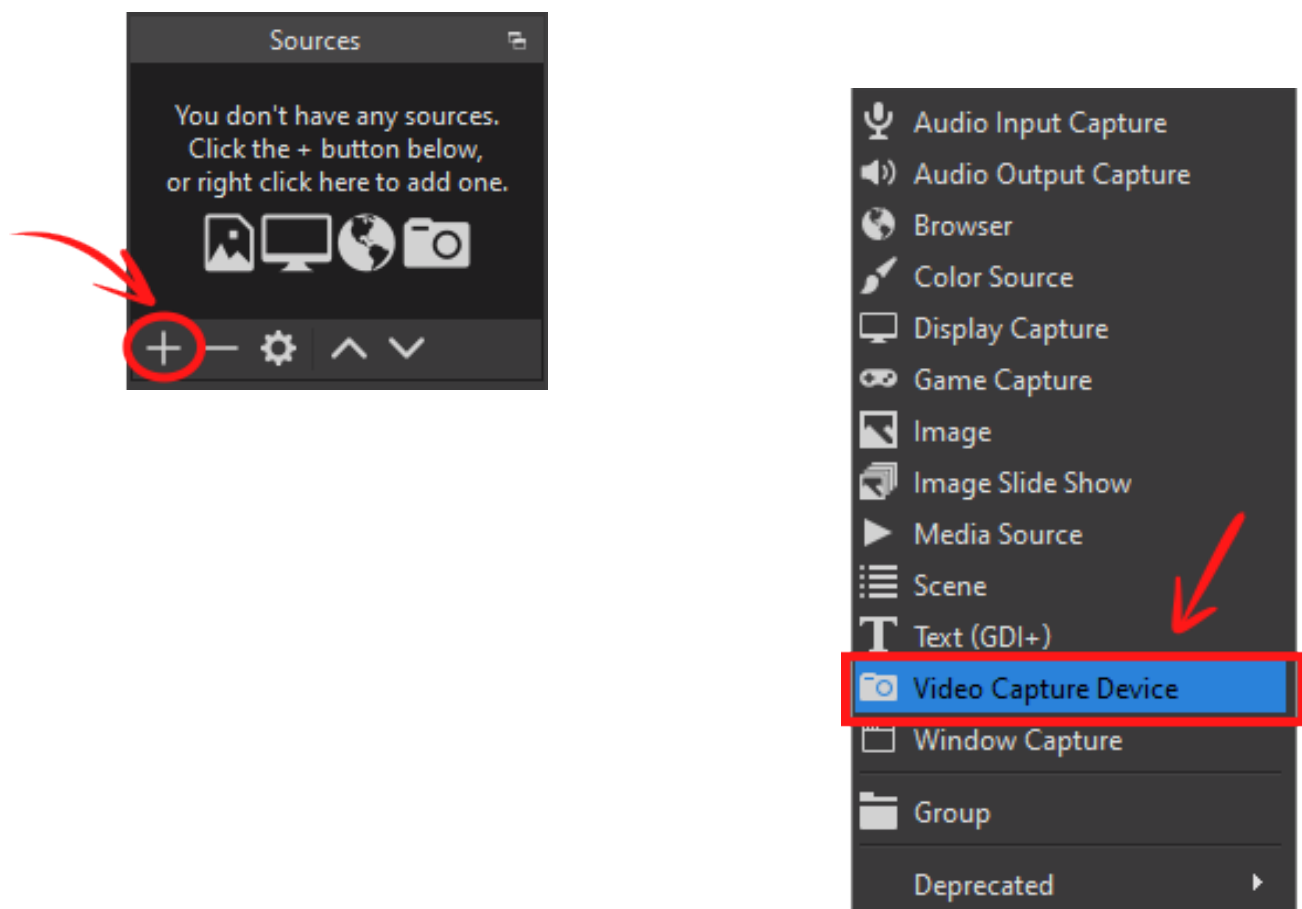 Sources
You don't have any sources.
Click the + button below,
or right click here to add one.
Audio Input Capture
Audio Output Capture
Browser
Color Source
Display Capture
Game Capture
Image
Image Slide Show
Media Source
Scene
Text (GDI+)
Video Capture Device
Window Capture
Group
Deprecated